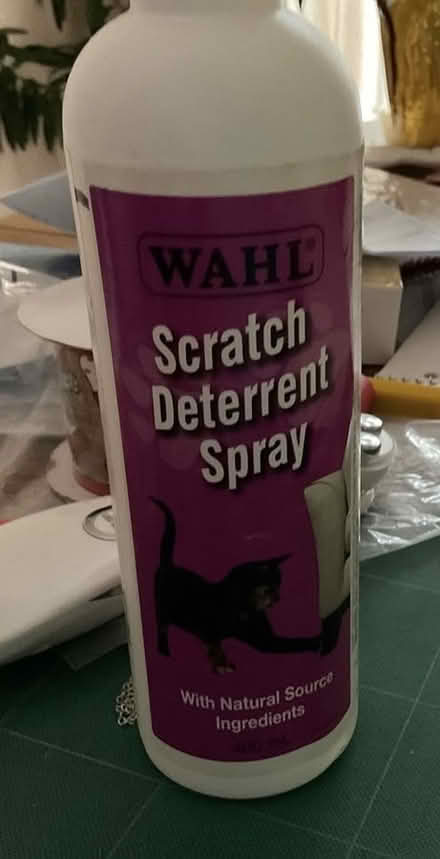 WAHL®
Scratch
Deterrent
Spray
With Natural Source
Ingredients